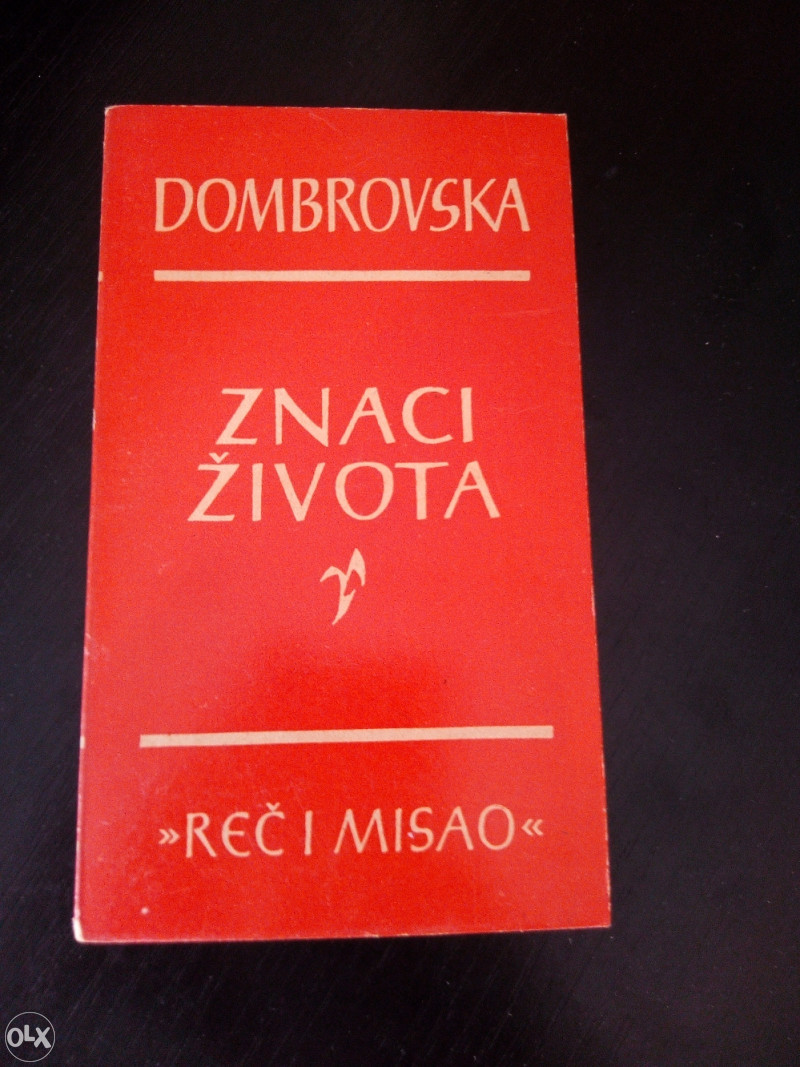 DOMBROVSKA
ZNACI
ŽIVOTA
»REČ I MISAO«
OLX